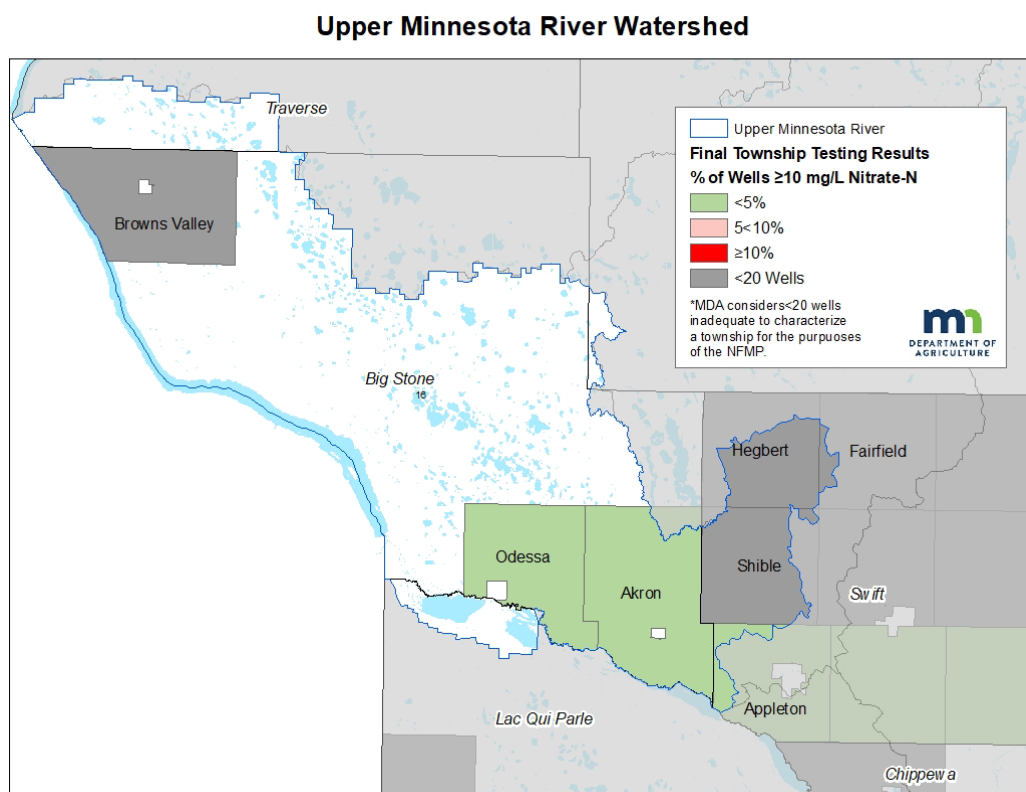 Upper Minnesota River Watershed
Traverse
Upper Minnesota River
Final Township Testing Results
% of Wells ≥10 mg/L Nitrate-N
<5%
5<10%
≥10%
<20 Wells
*MDA considers<20 wells
inadequate to characterize
a township for the purpuoses
of the NFMP.
mn
DEPARTMENT OF
AGRICULTURE
Browns Valley
Big Stone
16
Hegbert
Fairfield
Odessa
Shible
Akron
Swift
Appleton
Lac Qui Parle
Chippewa